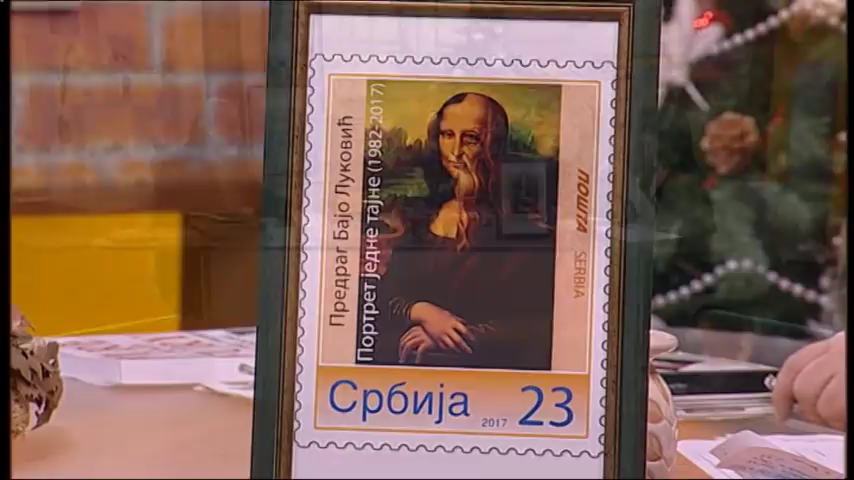 Предраг Бајо Луковић
Портрет једне тајне (1982-2017)
ПОШТА
SERBIA
Србија
2017
23